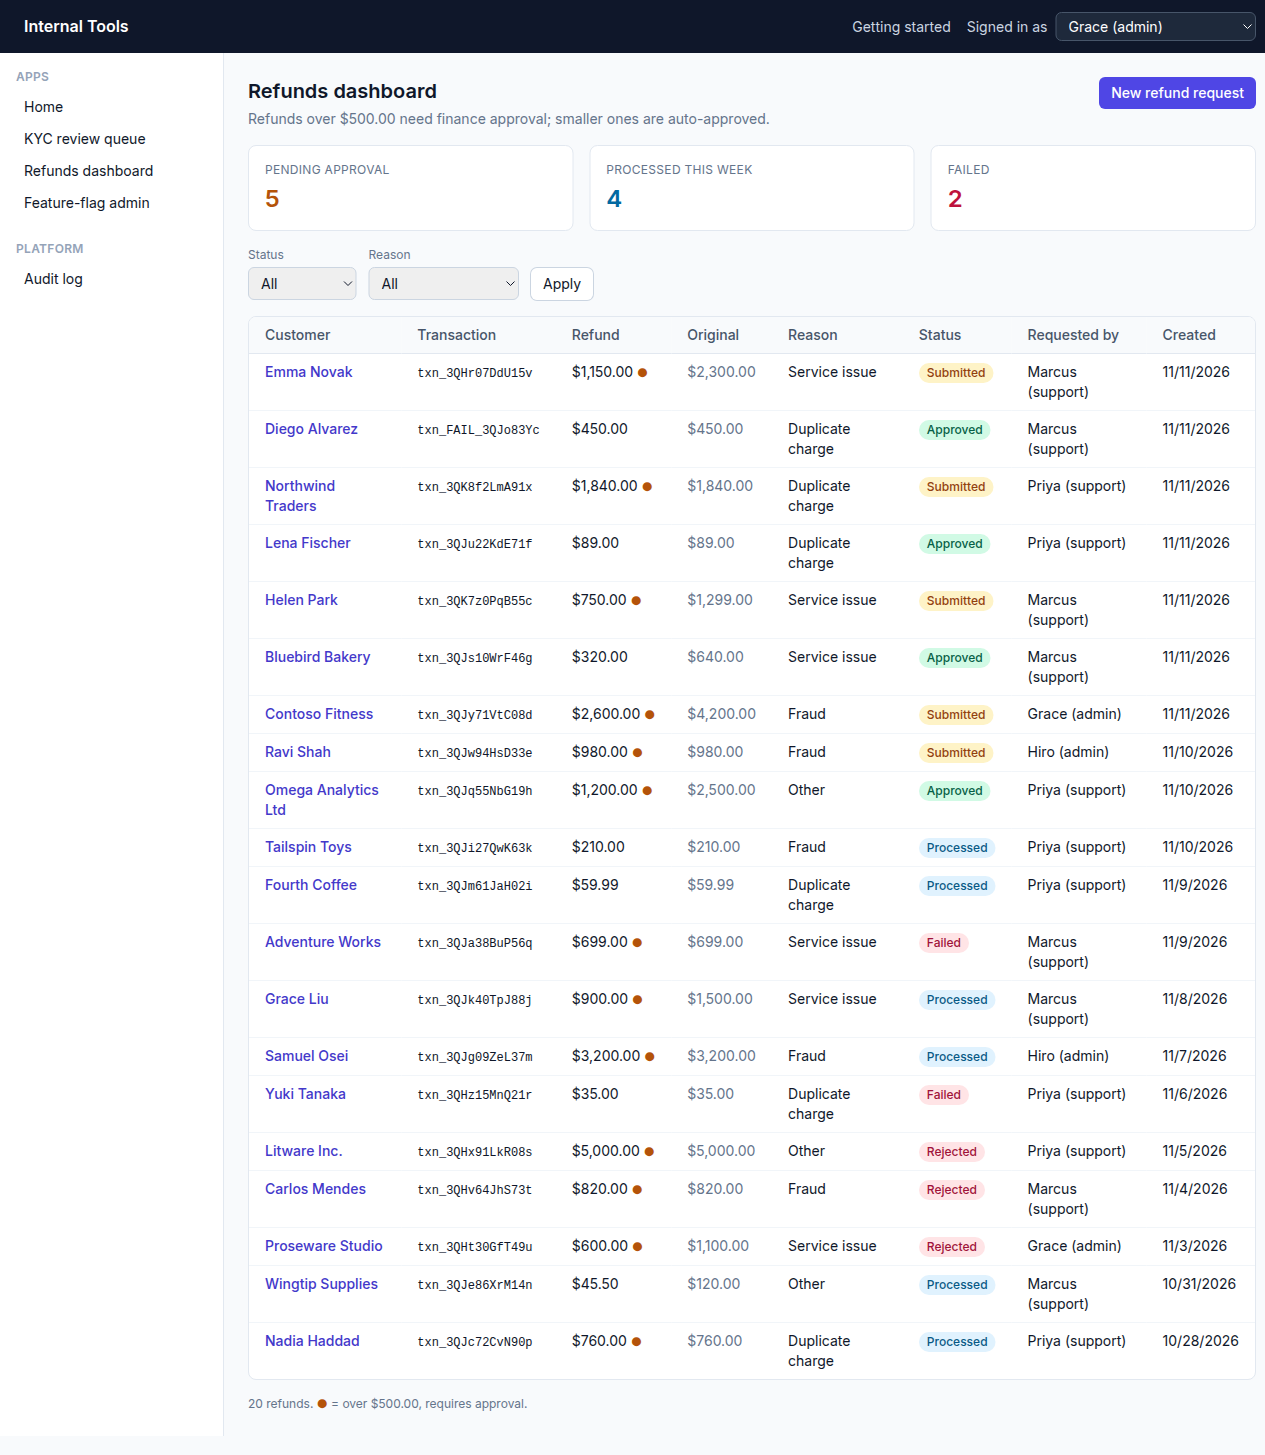 Internal Tools
Getting started Signed in as Grace (admin)
APPS
Home
KYC review queue
Refunds dashboard
Feature-flag admin
PLATFORM
Audit log
Refunds dashboard
New refund request
Refunds over $500.00 need finance approval; smaller ones are auto-approved.
PENDING APPROVAL
5
PROCESSED THIS WEEK
4
FAILED
2
Status Reason
All All Apply
Customer Transaction Refund Original Reason Status Requested by Created
Emma Novak txn_3QHr07DdU15v $1,150.00 ● $2,300.00 Service issue Submitted Marcus (support) 11/11/2026
Diego Alvarez txn_FAIL_3QJo83Yc $450.00 $450.00 Duplicate charge Approved Marcus (support) 11/11/2026
Northwind Traders txn_3QK8f2LmA91x $1,840.00 ● $1,840.00 Duplicate charge Submitted Priya (support) 11/11/2026
Lena Fischer txn_3QJu22KdE71f $89.00 $89.00 Duplicate charge Approved Priya (support) 11/11/2026
Helen Park txn_3QK7z0PqB55c $750.00 ● $1,299.00 Service issue Submitted Marcus (support) 11/11/2026
Bluebird Bakery txn_3QJs10WrF46g $320.00 $640.00 Service issue Approved Marcus (support) 11/11/2026
Contoso Fitness txn_3QJy71VtC08d $2,600.00 ● $4,200.00 Fraud Submitted Grace (admin) 11/11/2026
Ravi Shah txn_3QJw94HsD33e $980.00 ● $980.00 Fraud Submitted Hiro (admin) 11/10/2026
Omega Analytics Ltd txn_3QJq55NbG19h $1,200.00 ● $2,500.00 Other Approved Priya (support) 11/10/2026
Tailspin Toys txn_3QJi27QwK63k $210.00 $210.00 Fraud Processed Priya (support) 11/10/2026
Fourth Coffee txn_3QJm61JaH02i $59.99 $59.99 Duplicate charge Processed Priya (support) 11/9/2026
Adventure Works txn_3QJa38BuP56q $699.00 ● $699.00 Service issue Failed Marcus (support) 11/9/2026
Grace Liu txn_3QJk40TpJ88j $900.00 ● $1,500.00 Service issue Processed Marcus (support) 11/8/2026
Samuel Osei txn_3QJg09ZeL37m $3,200.00 ● $3,200.00 Fraud Processed Hiro (admin) 11/7/2026
Yuki Tanaka txn_3QHz15MnQ21r $35.00 $35.00 Duplicate charge Failed Priya (support) 11/6/2026
Litware Inc. txn_3QHx91LkR08s $5,000.00 ● $5,000.00 Other Rejected Priya (support) 11/5/2026
Carlos Mendes txn_3QHv64JhS73t $820.00 ● $820.00 Fraud Rejected Marcus (support) 11/4/2026
Proseware Studio txn_3QHt30GfT49u $600.00 ● $1,100.00 Service issue Rejected Grace (admin) 11/3/2026
Wingtip Supplies txn_3QJe86XrM14n $45.50 $120.00 Other Processed Marcus (support) 10/31/2026
Nadia Haddad txn_3QJc72CvN90p $760.00 ● $760.00 Duplicate charge Processed Priya (support) 10/28/2026
20 refunds. ● = over $500.00, requires approval.